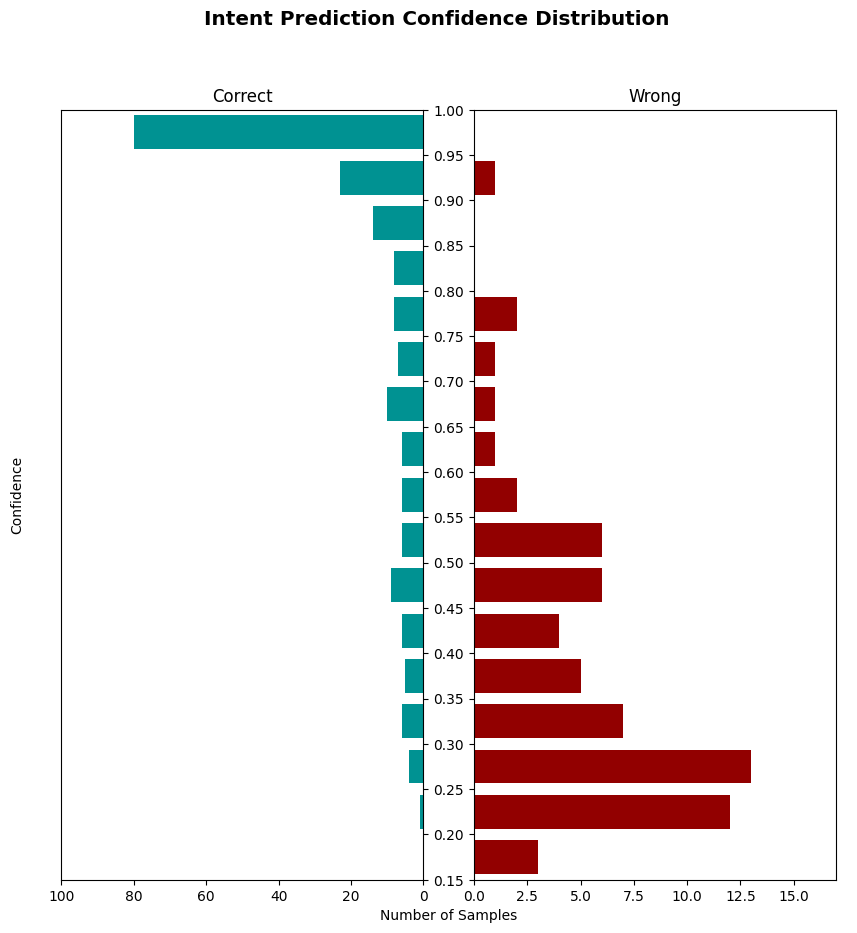 Intent Prediction Confidence Distribution
Correct
Wrong
1.00
0.95
0.90
0.85
0.80
0.75
0.70
0.65
0.60
0.55
0.50
0.45
0.40
0.35
0.30
0.25
0.20
0.15
Confidence
100 80 60 40 20 0
0.0 2.5 5.0 7.5 10.0 12.5 15.0
Number of Samples